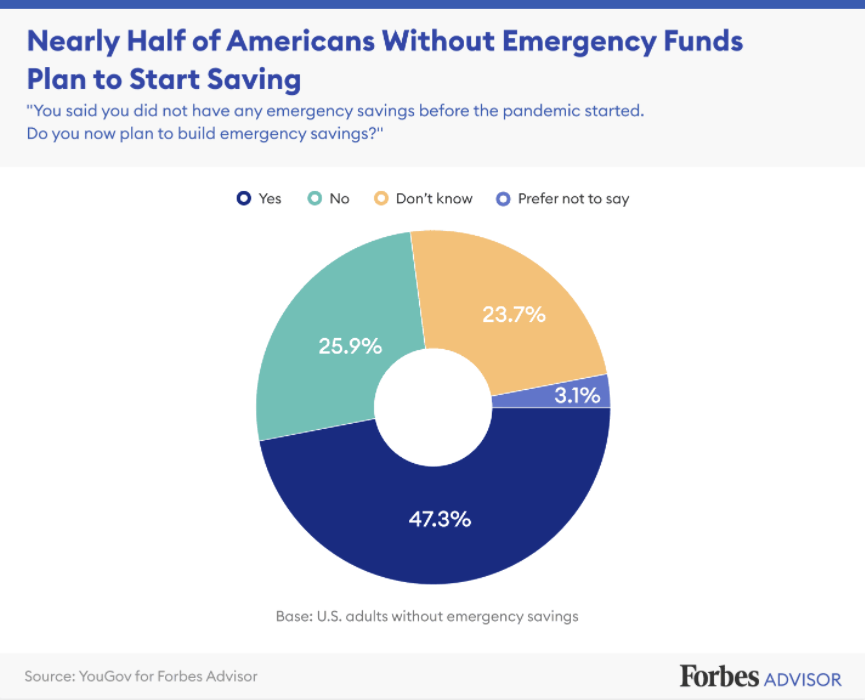 Nearly Half of Americans Without Emergency Funds
Plan to Start Saving
"You said you did not have any emergency savings before the pandemic started.
Do you now plan to build emergency savings?"
Yes No Don't know Prefer not to say
23.7%
25.9%
3.1%
47.3%
Base: U.S. adults without emergency savings
Source: YouGov for Forbes Advisor
Forbes ADVISOR